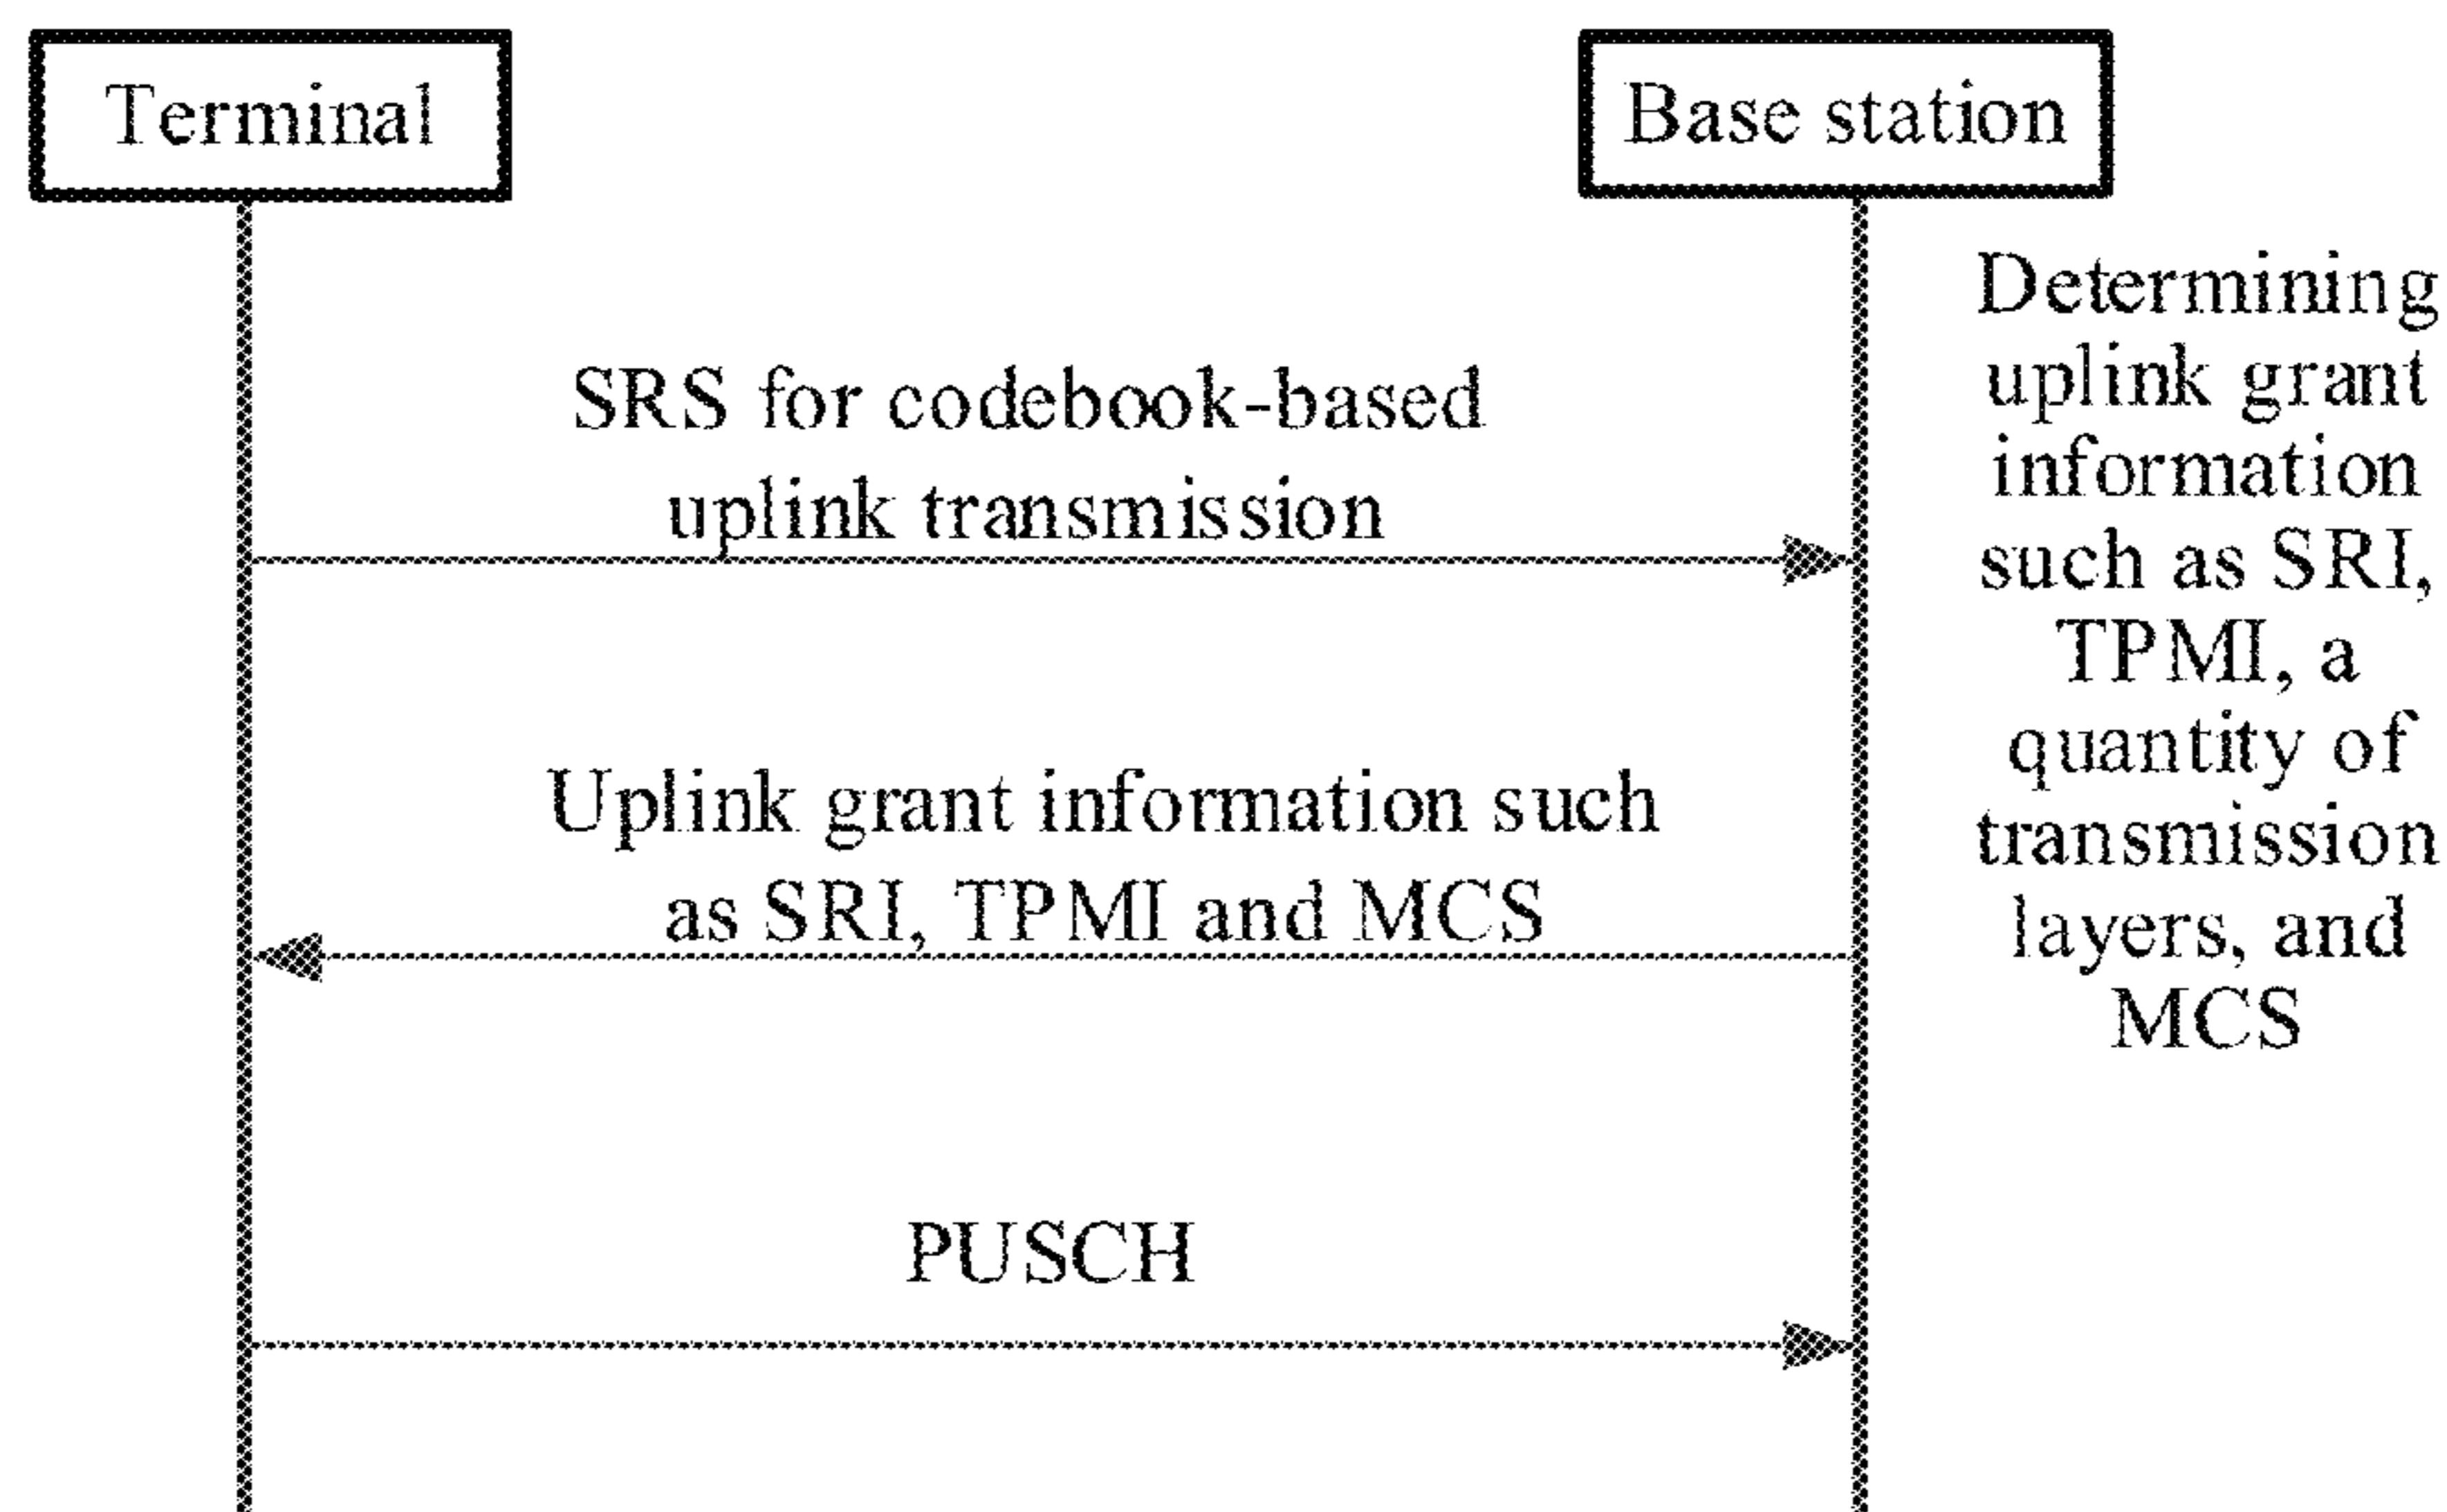 Terminal
Base station
SRS for codebook-based
uplink transmission
Uplink grant information such
as SRI, TPMI and MCS
PUSCH
Determining
uplink grant
information
such as SRI,
TPMI, a
quantity of
transmission
layers, and
MCS